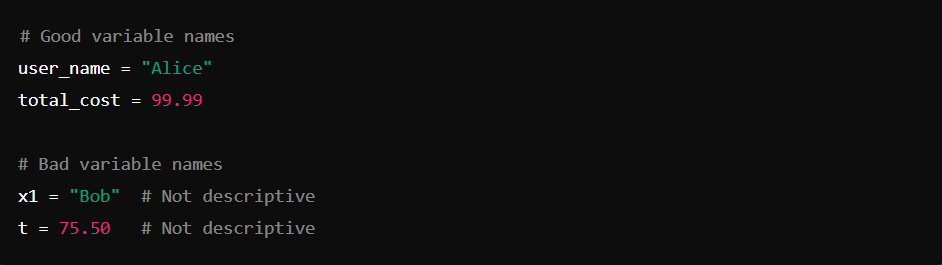 # Good variable names
user_name = "Alice"
total_cost = 99.99
# Bad variable names
x1 = "Bob"  # Not descriptive
t = 75.50   # Not descriptive